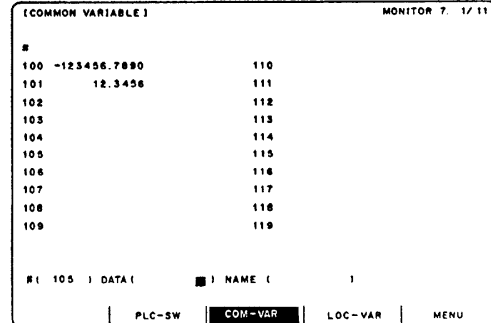 [COMMON VARIABLE] MONITOR 7. 1/11
#
100 -123456.7890 110
101 12.3456 111
102 112
103 113
104 114
105 115
106 116
107 117
108 118
109 119
#( 105 ) DATA( ) NAME ( )
PLC-SW COM-VAR LOC-VAR MENU